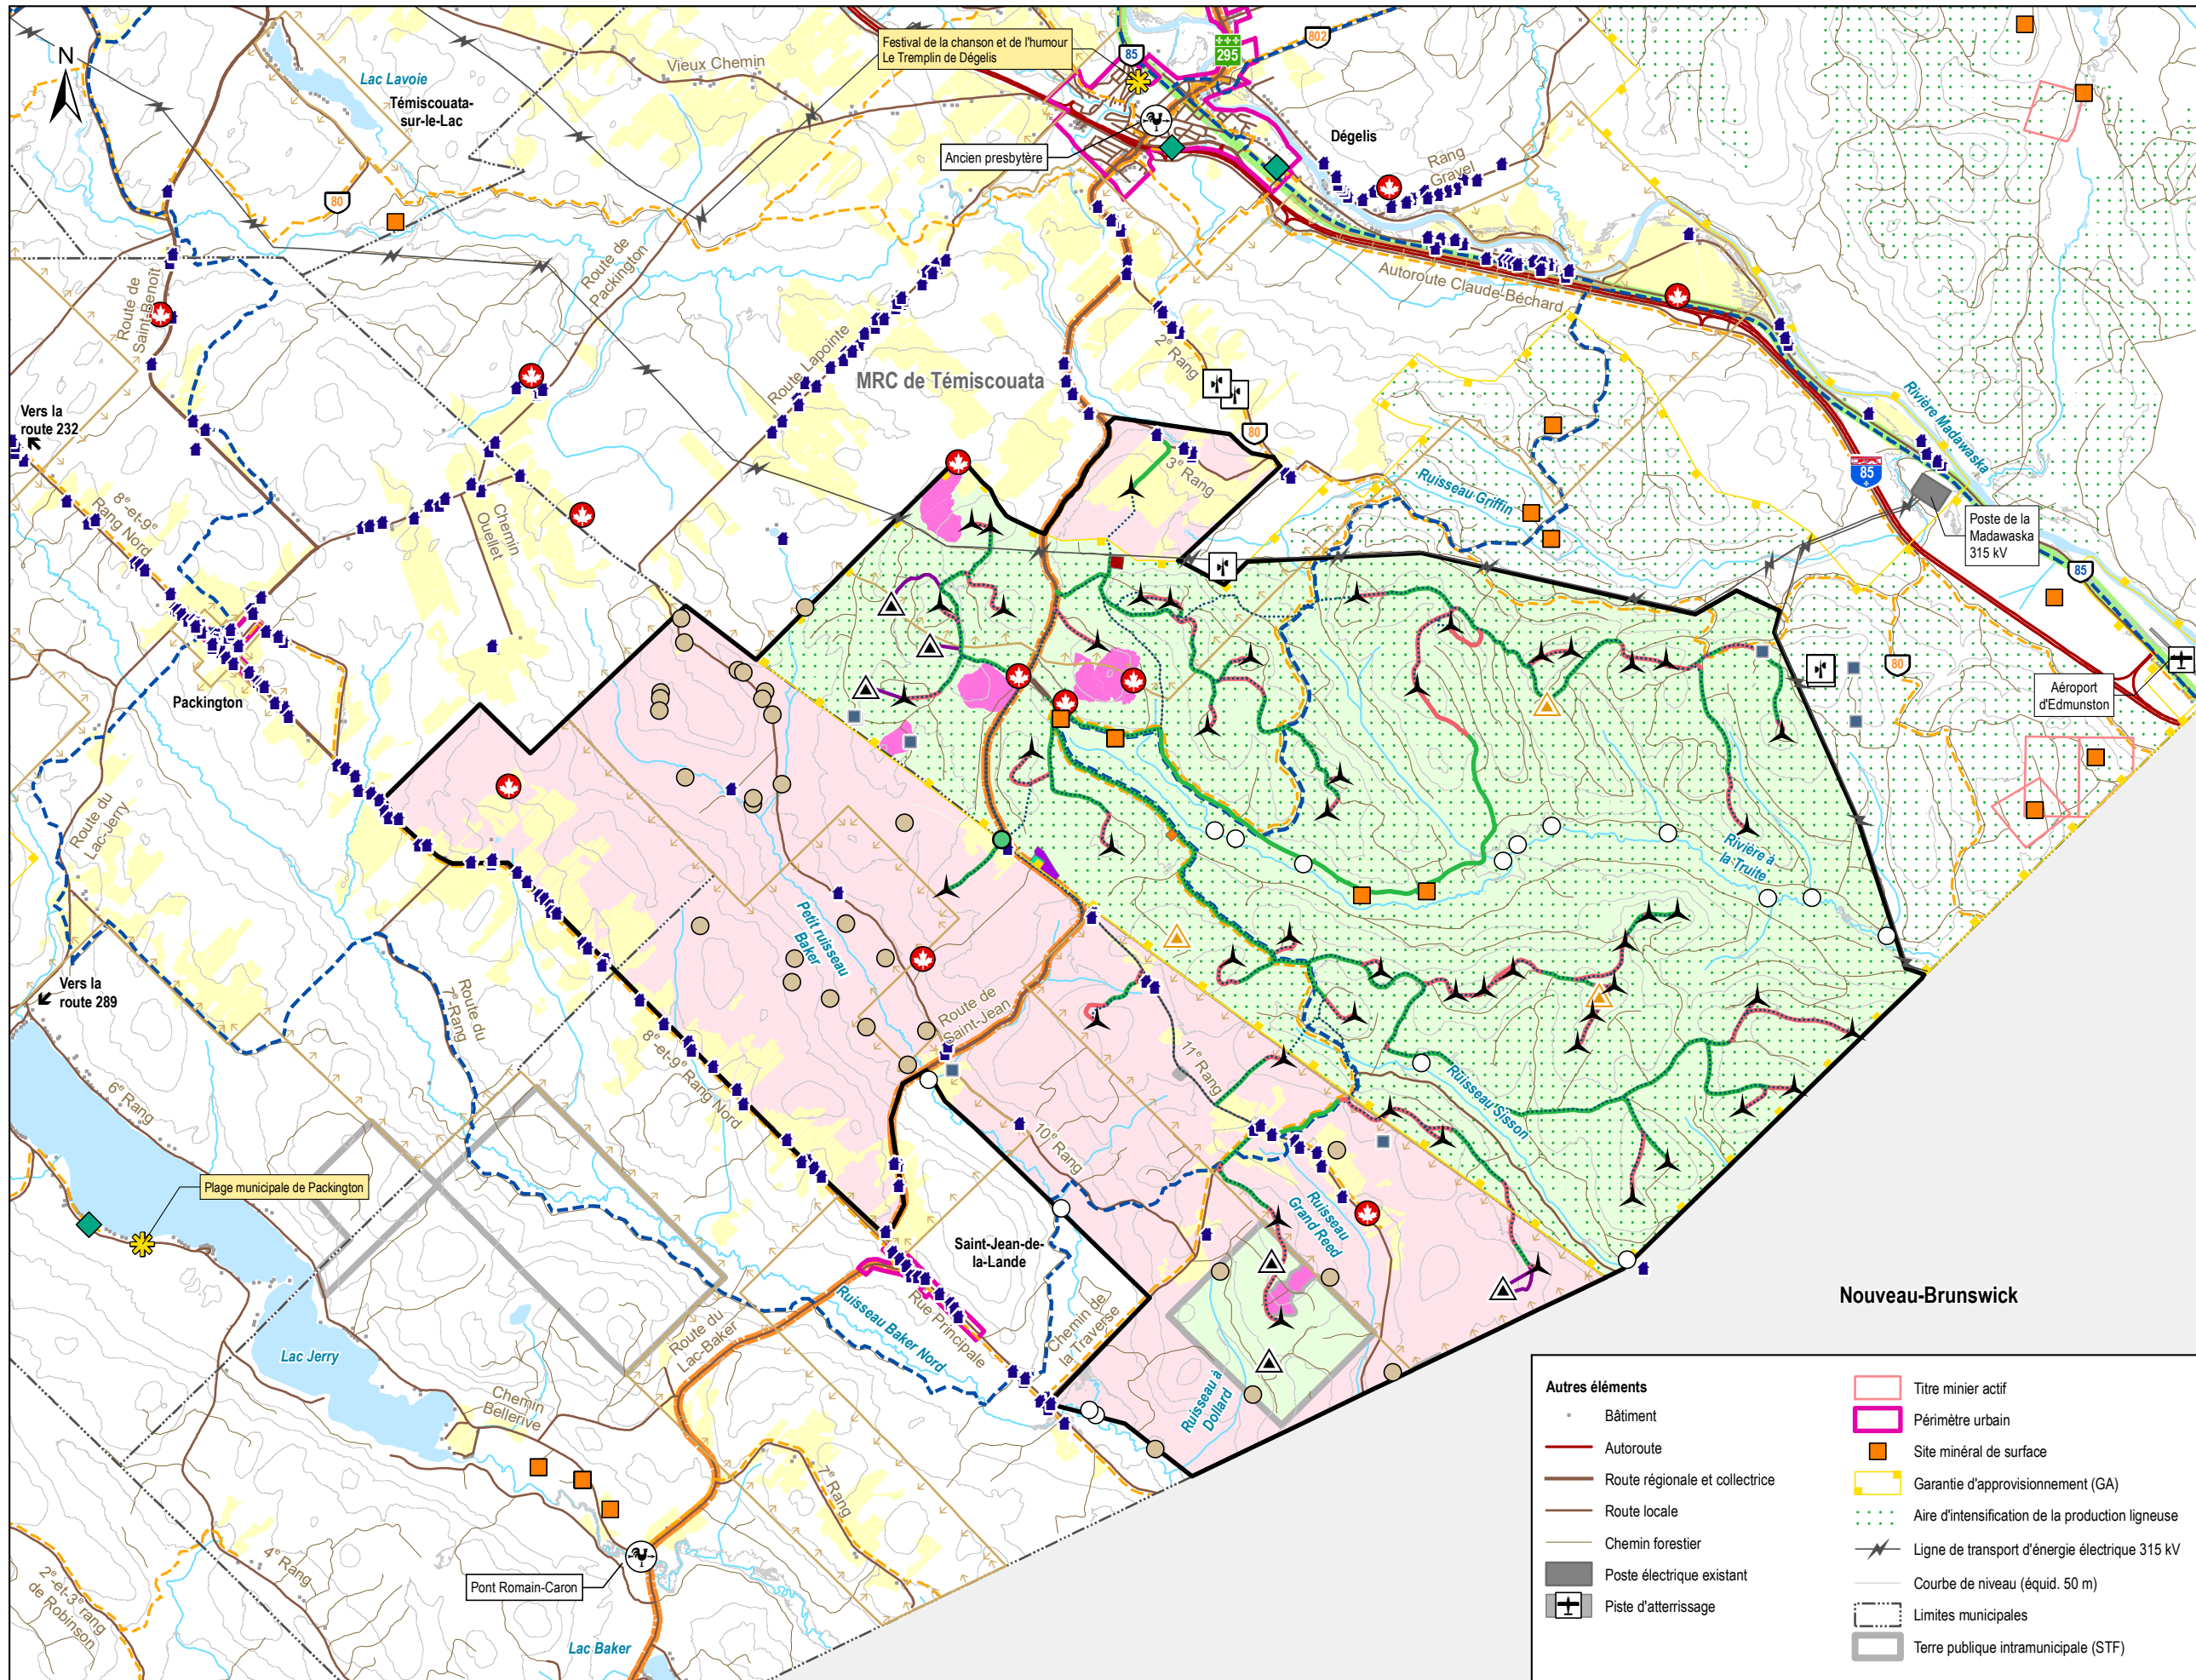 N
Lac Lavoie
Témiscouata-
sur-le-Lac
Vieux Chemin
Festival de la chanson et de l'humour
Le Tremplin de Dégelis
85
295
802
Ancien presbytère
Dégelis
Rang
Gravel
80
Route de
Saint-Benoit
Route de
Packington
Autoroute Claude-Béchard
Route Lapointe
2e Rang
MRC de Témiscouata
Vers la
route 232
80
3e Rang
Rivière Madawaska
85
Ruisseau Griffin
8e-et-9e
Rang Nord
Chemin
Ouellet
Poste de la
Madawaska
315 kV
85
80
Aéroport
d'Edmunston
Packington
Route du
Lac-Jerry
Rivière à
la Truite
Petit ruisseau
Baker
Vers la
route 289
Route du
7e-Rang
Route de
Saint-Jean
8e-et-9e Rang Nord
11e Rang
10e Rang
Ruisseau Sisson
6e Rang
Plage municipale de Packington
Ruisseau
Grand Reed
Saint-Jean-de-
la-Lande
Nouveau-Brunswick
Rue Principale
Ruisseau Baker Nord
Chemin de
la Traverse
Route du
Lac-Baker
Lac Jerry
Chemin
Bellerive
Ruisseau à
Dollard
7e Rang
4e Rang
2e-et-3e rang
de Robinson
Pont Romain-Caron
Lac Baker
Autres éléments
Bâtiment
Autoroute
Route régionale et collectrice
Route locale
Chemin forestier
Poste électrique existant
Piste d'atterrissage
Titre minier actif
Périmètre urbain
Site minéral de surface
Garantie d'approvisionnement (GA)
Aire d'intensification de la production ligneuse
Ligne de transport d'énergie électrique 315 kV
Courbe de niveau (équid. 50 m)
Limites municipales
Terre publique intramunicipale (STF)